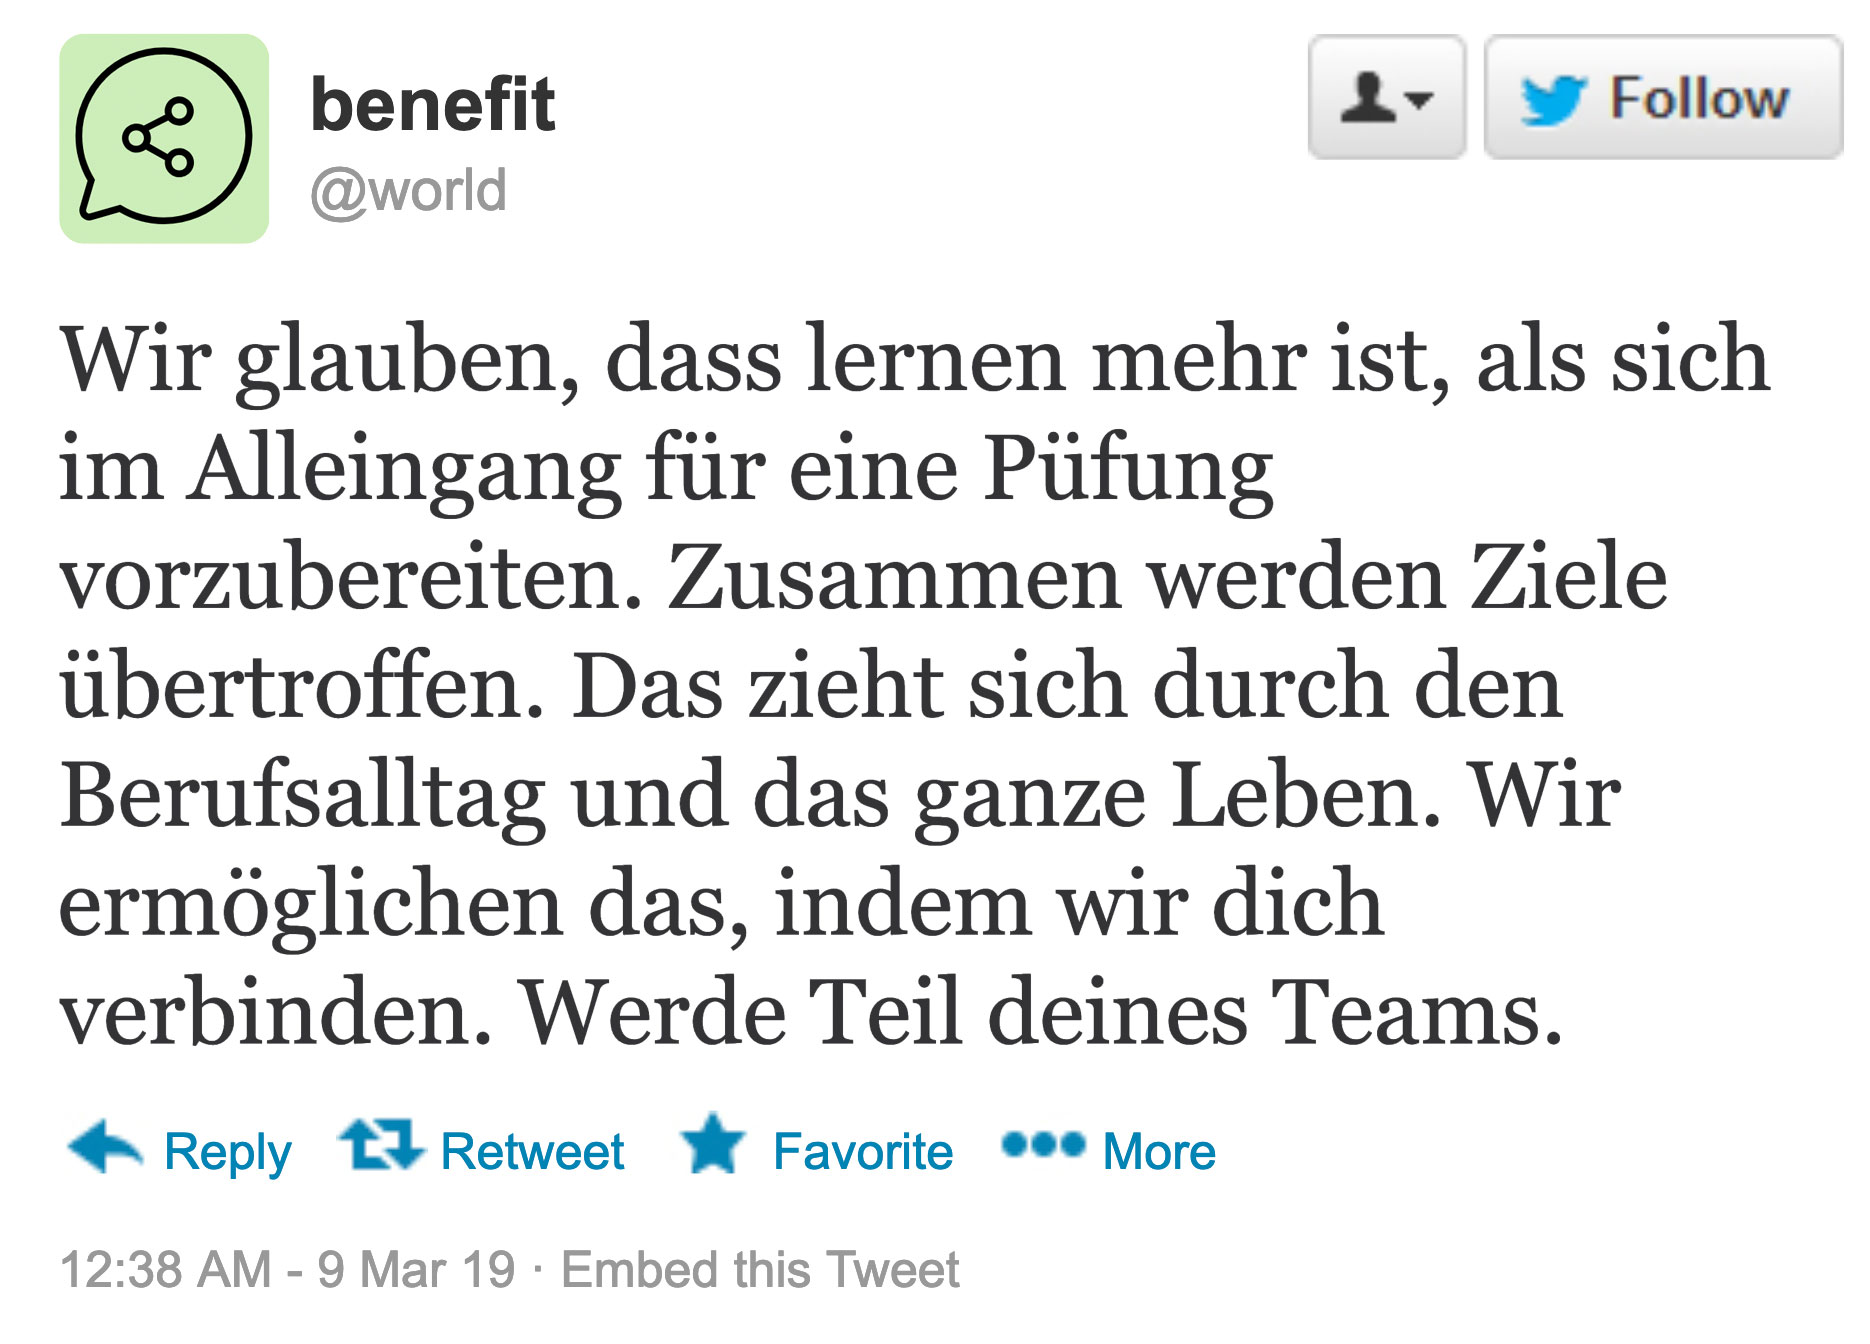 benefit
@world
Follow
Wir glauben, dass lernen mehr ist, als sich
im Alleingang für eine Püfung
vorzubereiten. Zusammen werden Ziele
übertroffen. Das zieht sich durch den
Berufsalltag und das ganze Leben. Wir
ermöglichen das, indem wir dich
verbinden. Werde Teil deines Teams.
Reply Retweet Favorite More
12:38 AM - 9 Mar 19 · Embed this Tweet